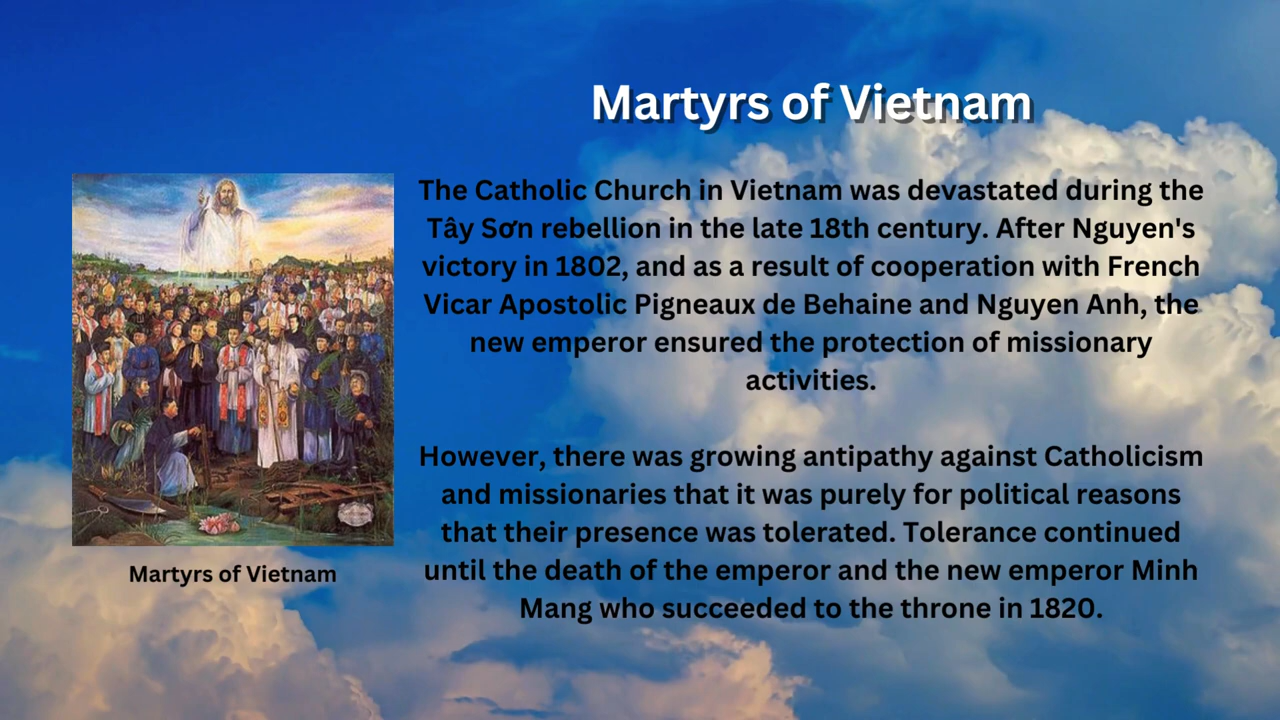 Martyrs of Vietnam
The Catholic Church in Vietnam was devastated during the
Tây Sơn rebellion in the late 18th century. After Nguyen's
victory in 1802, and as a result of cooperation with French
Vicar Apostolic Pigneaux de Behaine and Nguyen Anh, the
new emperor ensured the protection of missionary
activities.
However, there was growing antipathy against Catholicism
and missionaries that it was purely for political reasons
that their presence was tolerated. Tolerance continued
until the death of the emperor and the new emperor Minh
Mang who succeeded to the throne in 1820.
Martyrs of Vietnam